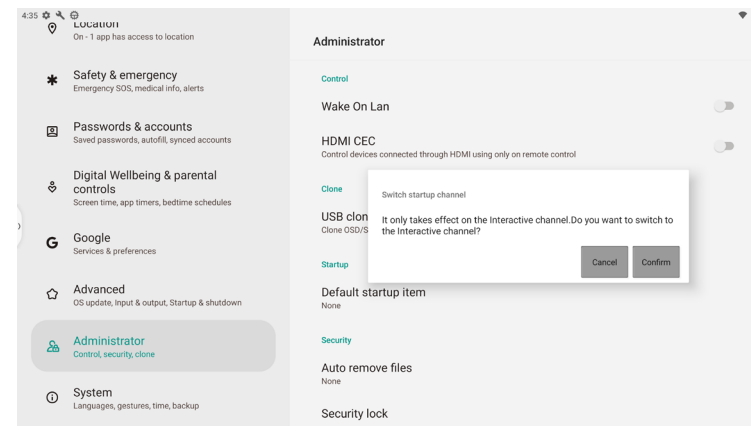 4:35
Location
On - 1 app has access to location
Safety & emergency
Emergency SOS, medical info, alerts
Passwords & accounts
Saved passwords, autofill, synced accounts
Digital Wellbeing & parental
controls
Screen time, app timers, bedtime schedules
Google
Services & preferences
Advanced
OS update, Input & output, Startup & shutdown
Administrator
Control, security, clone
System
Languages, gestures, time, backup
Administrator
Control
Wake On Lan
HDMI CEC
Control devices connected through HDMI using only on remote control
Clone
USB clon
Clone OSD/S
Switch startup channel
It only takes effect on the Interactive channel.Do you want to switch to
the Interactive channel?
Cancel
Confirm
Startup
Default startup item
None
Security
Auto remove files
None
Security lock